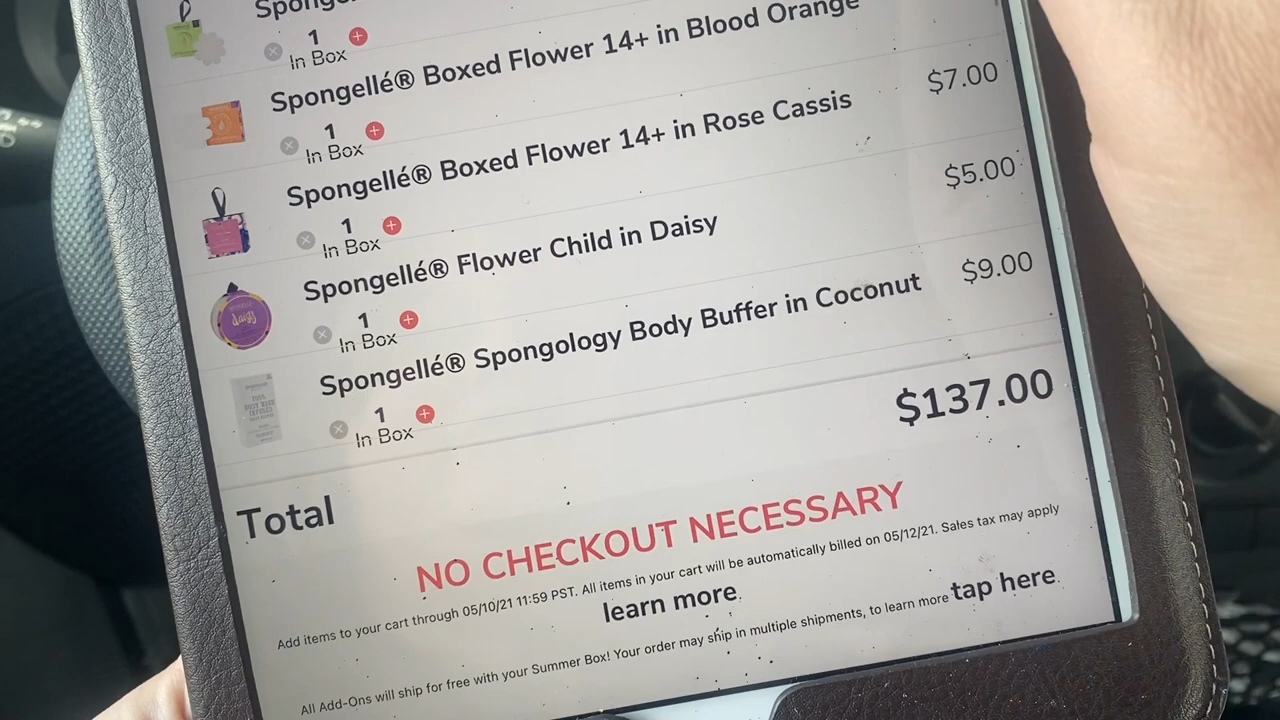 1
In Box
Spongellé® Boxed Flower 14+ in Blood Orange
$7.00
1
In Box
Spongellé® Boxed Flower 14+ in Rose Cassis
$5.00
1
In Box
Spongellé® Flower Child in Daisy
$9.00
1
In Box
Spongellé® Spongology Body Buffer in Coconut
1
In Box
$137.00
Total
NO CHECKOUT NECESSARY
Add items to your cart through 05/10/21 11:59 PST. All items in your cart will be automatically billed on 05/12/21. Sales tax may apply
learn more.
All Add-Ons will ship for free with your Summer Box! Your order may ship in multiple shipments, to learn more tap here.
daisy